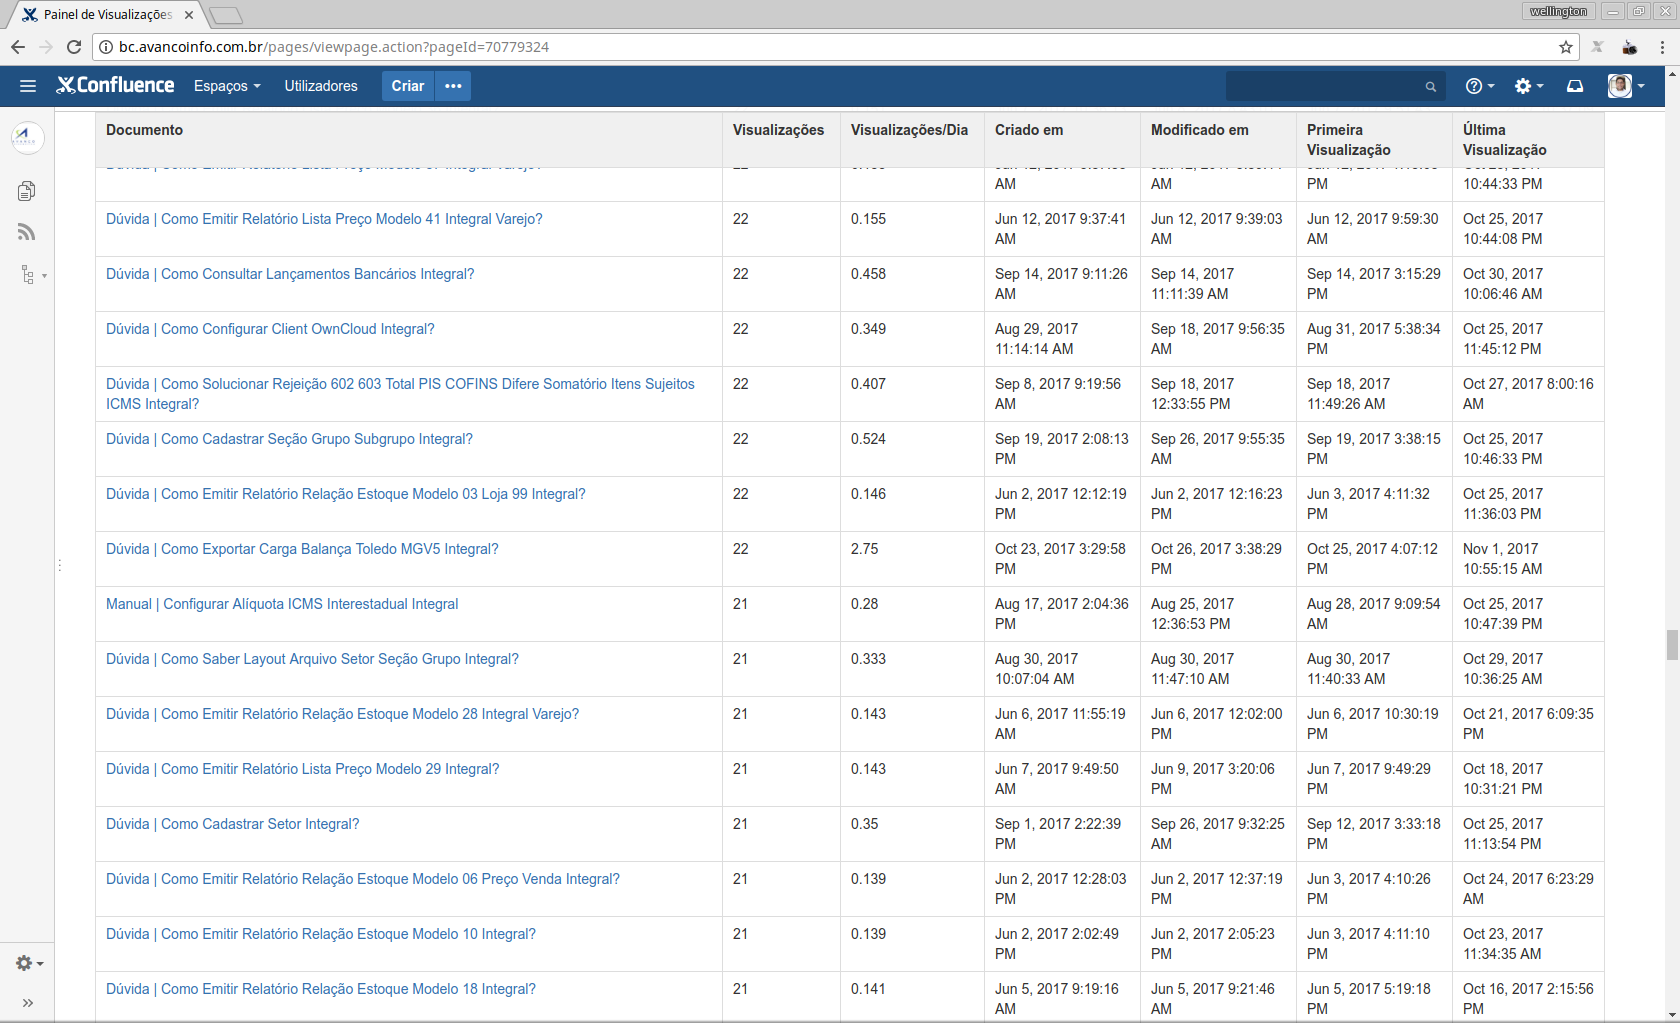 Painel de Visualizações
wellington
bc.avancoinfo.com.br/pages/viewpage.action?pageId=70779324
Confluence Espaços Utilizadores Criar
Documento Visualizações Visualizações/Dia Criado em Modificado em Primeira Visualização Última Visualização
AM AM PM 10:44:33 PM
Dúvida | Como Emitir Relatório Lista Preço Modelo 41 Integral Varejo? 22 0.155 Jun 12, 2017 9:37:41 Jun 12, 2017 9:39:03 Jun 12, 2017 9:59:30 Oct 25, 2017
AM AM AM 10:44:08 PM
Dúvida | Como Consultar Lançamentos Bancários Integral? 22 0.458 Sep 14, 2017 9:11:26 Sep 14, 2017 Sep 14, 2017 3:15:29 Oct 30, 2017
AM 11:11:39 AM PM 10:06:46 AM
Dúvida | Como Configurar Client OwnCloud Integral? 22 0.349 Aug 29, 2017 Sep 18, 2017 9:56:35 Aug 31, 2017 5:38:34 Oct 25, 2017
11:14:14 AM AM PM 11:45:12 PM
Dúvida | Como Solucionar Rejeição 602 603 Total PIS COFINS Difere Somatório Itens Sujeitos 22 0.407 Sep 8, 2017 9:19:56 Sep 18, 2017 Sep 18, 2017 Oct 27, 2017 8:00:16
ICMS Integral? AM 12:33:55 PM 11:49:26 AM AM
Dúvida | Como Cadastrar Seção Grupo Subgrupo Integral? 22 0.524 Sep 19, 2017 2:08:13 Sep 26, 2017 9:55:35 Sep 19, 2017 3:38:15 Oct 25, 2017
PM AM PM 10:46:33 PM
Dúvida | Como Emitir Relatório Relação Estoque Modelo 03 Loja 99 Integral? 22 0.146 Jun 2, 2017 12:12:19 Jun 2, 2017 12:16:23 Jun 3, 2017 4:11:32 Oct 25, 2017
PM PM PM 11:36:03 PM
Dúvida | Como Exportar Carga Balança Toledo MGV5 Integral? 22 2.75 Oct 23, 2017 3:29:58 Oct 26, 2017 3:38:29 Oct 25, 2017 4:07:12 Nov 1, 2017
PM PM PM 10:55:15 AM
Manual | Configurar Alíquota ICMS Interestadual Integral 21 0.28 Aug 17, 2017 2:04:36 Aug 25, 2017 Aug 28, 2017 9:09:54 Oct 25, 2017
PM 12:36:53 PM AM 10:47:39 PM
Dúvida | Como Saber Layout Arquivo Setor Seção Grupo Integral? 21 0.333 Aug 30, 2017 Aug 30, 2017 Aug 30, 2017 Oct 29, 2017
10:07:04 AM 11:47:10 AM 11:40:33 AM 10:36:25 AM
Dúvida | Como Emitir Relatório Relação Estoque Modelo 28 Integral Varejo? 21 0.143 Jun 6, 2017 11:55:19 Jun 6, 2017 12:02:00 Jun 6, 2017 10:30:19 Oct 21, 2017 6:09:35
AM PM PM PM
Dúvida | Como Emitir Relatório Lista Preço Modelo 29 Integral? 21 0.143 Jun 7, 2017 9:49:50 Jun 9, 2017 3:20:06 Jun 7, 2017 9:49:29 Oct 18, 2017
AM PM PM 10:31:21 PM
Dúvida | Como Cadastrar Setor Integral? 21 0.35 Sep 1, 2017 2:22:39 Sep 26, 2017 9:32:25 Sep 12, 2017 3:33:18 Oct 25, 2017
PM AM PM 11:13:54 PM
Dúvida | Como Emitir Relatório Relação Estoque Modelo 06 Preço Venda Integral? 21 0.139 Jun 2, 2017 12:28:03 Jun 2, 2017 12:37:19 Jun 3, 2017 4:10:26 Oct 24, 2017 6:23:29
PM PM PM AM
Dúvida | Como Emitir Relatório Relação Estoque Modelo 10 Integral? 21 0.139 Jun 2, 2017 2:02:49 Jun 2, 2017 2:05:23 Jun 3, 2017 4:11:10 Oct 23, 2017
PM PM PM 11:34:35 AM
Dúvida | Como Emitir Relatório Relação Estoque Modelo 18 Integral? 21 0.141 Jun 5, 2017 9:19:16 Jun 5, 2017 9:21:46 Jun 5, 2017 5:19:18 Oct 16, 2017 2:15:56
AM AM PM PM